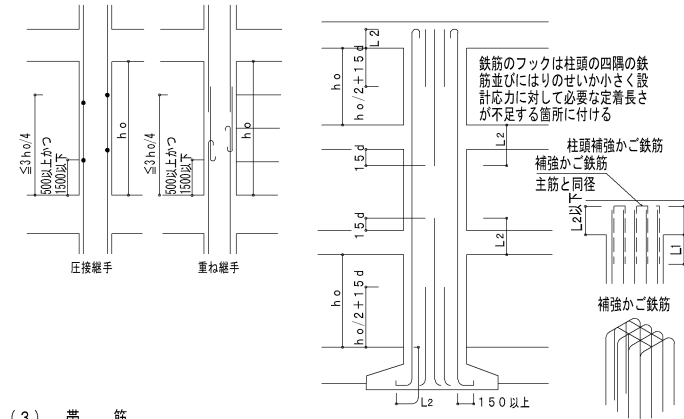 ≦3ho/4
500以上かつ
1500以下
ho
圧接継手
≦3ho/4
500以上かつ
1500以下
ho
重ね継手
L2
ho
ho/2+15d
15d
L2
15d
L2
ho
ho/2+15d
L2
150以上
鉄筋のフックは柱頭の四隅の鉄
筋並びにはりのせいか小さく設
計応力に対して必要な定着長さ
が不足する箇所に付ける
柱頭補強かご鉄筋
補強かご鉄筋
主筋と同径
L2以下
L1
補強かご鉄筋
(3) 帯 筋